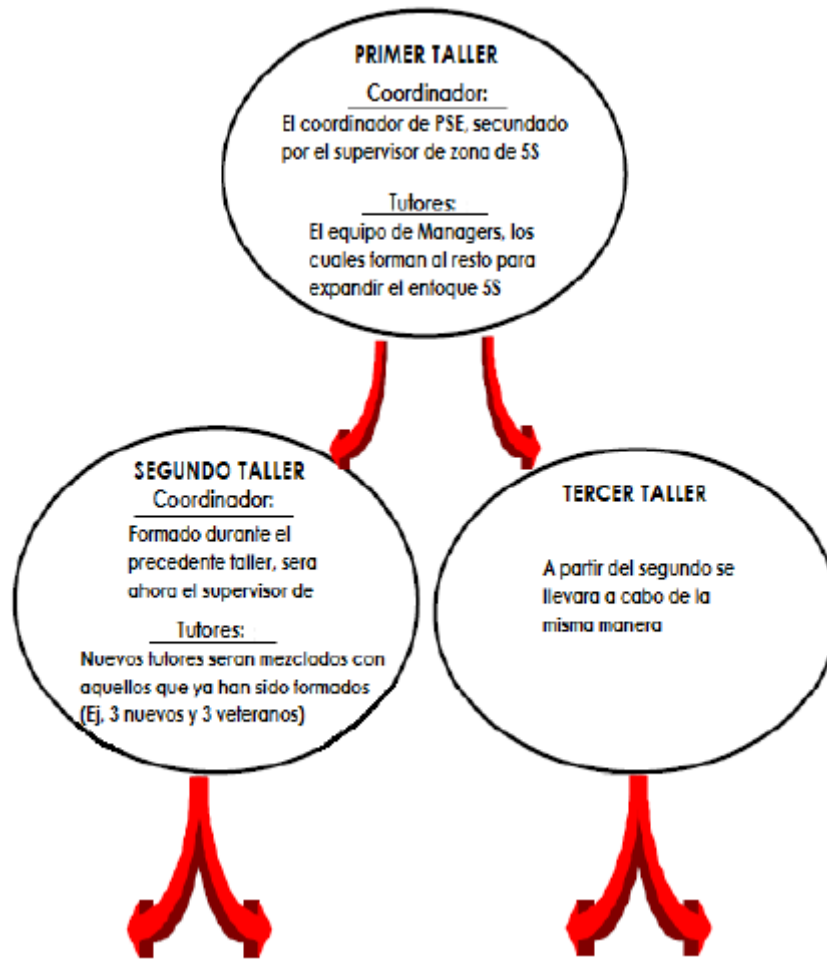 PRIMER TALLER
Coordinador:
El coordinador de PSE, secundado
por el supervisor de zona de 5S
Tutores:
El equipo de Managers, los
cuales forman al resto para
expandir el enfoque 5S
SEGUNDO TALLER
Coordinador:
Formado durante el
precedente taller, sera
ahora el supervisor de
Tutores:
Nuevos tutores seran mezclados con
aquellos que ya han sido formados
(Ej, 3 nuevos y 3 veteranos)
TERCER TALLER
A partir del segundo se
llevara a cabo de la
misma manera